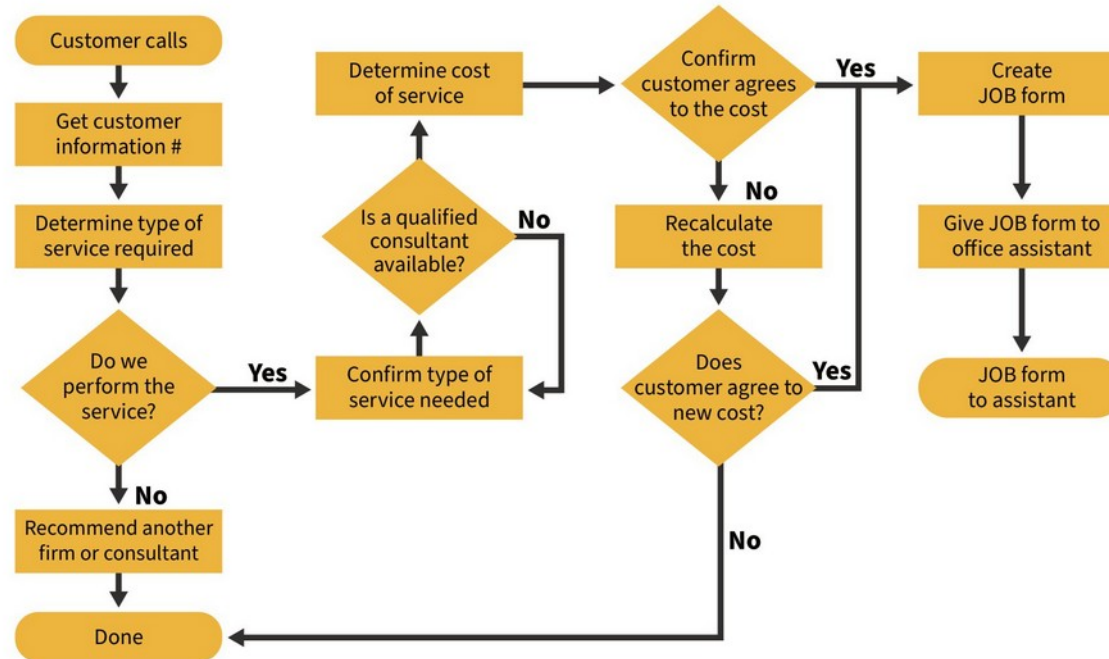 Customer calls
Get customer
information #
Determine type of
service required
Do we
perform the
service?
Yes
No
Recommend another
firm or consultant
Done
Confirm type of
service needed
Is a qualified
consultant
available?
No
Determine cost
of service
Confirm
customer agrees
to the cost
Yes
No
Recalculate
the cost
Does
customer agree to
new cost?
Yes
No
Create
JOB form
Give JOB form to
office assistant
JOB form
to assistant